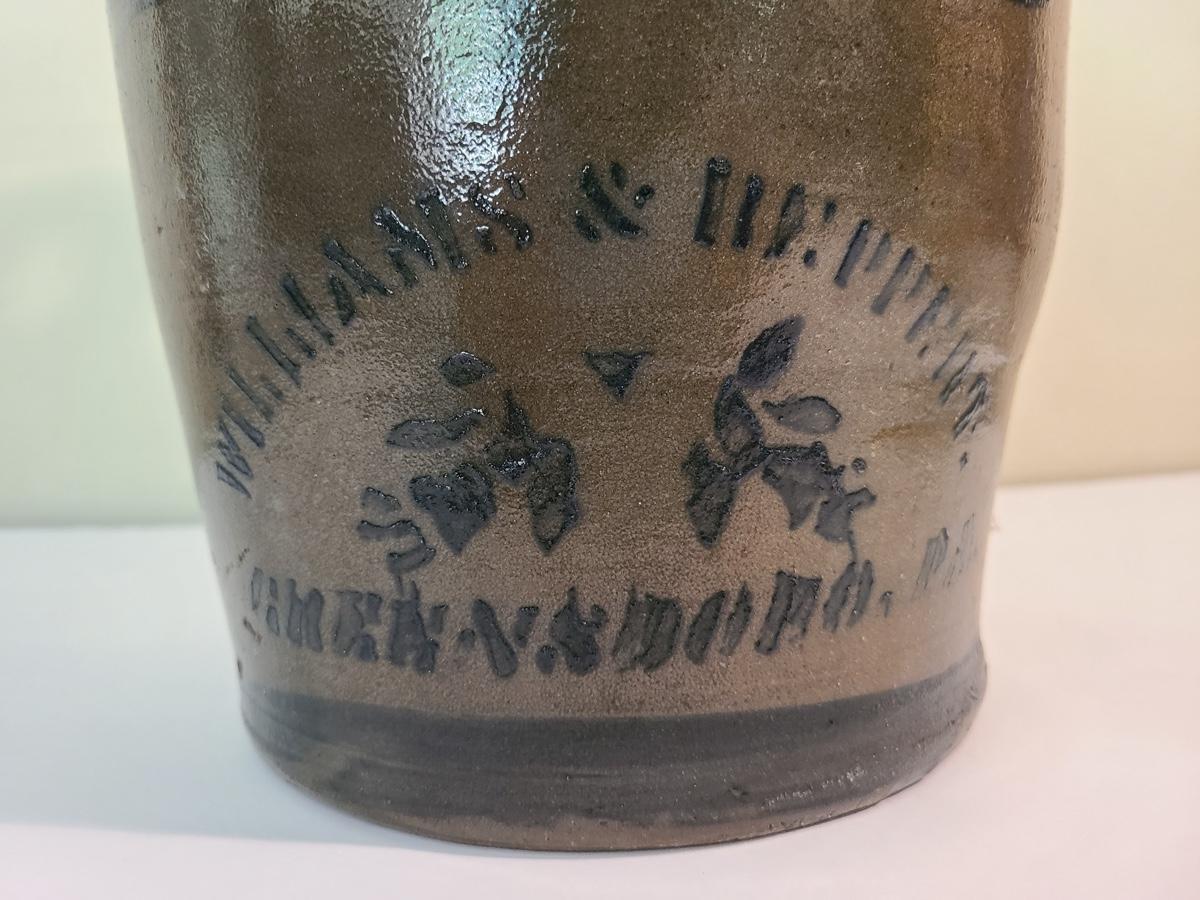 WILLIAMS & REPPERT.
GREENSBORO, PA.